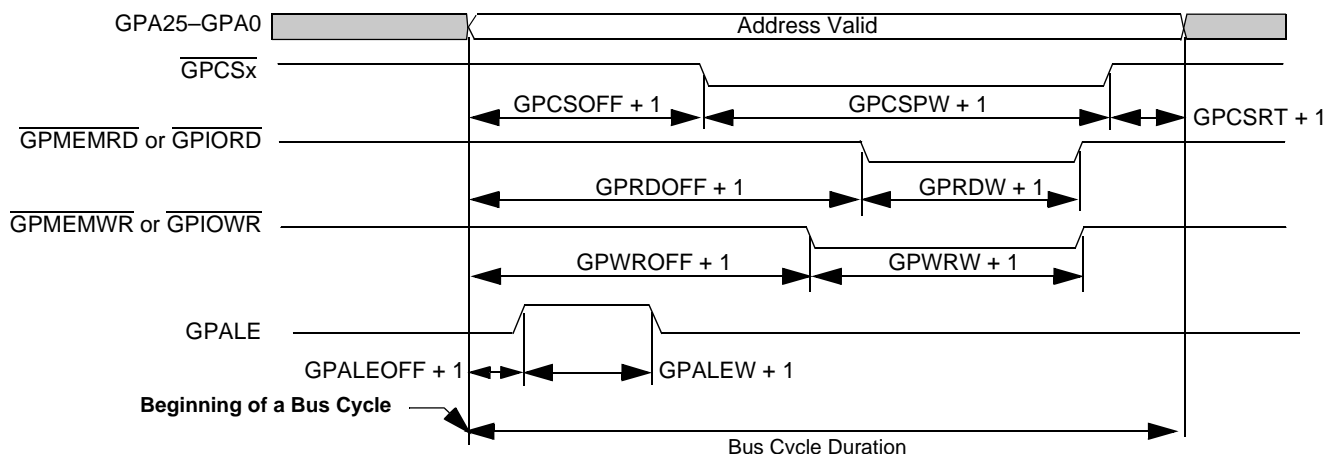 GPA25–GPA0
Address Valid
GPCSx
GPCSOFF + 1
GPCSPW + 1
GPCSRT + 1
GPMEMRD or GPIORD
GPRDOFF + 1
GPRDW + 1
GPMEMWR or GPIOWR
GPWROFF + 1
GPWRW + 1
GPALE
GPALEOFF + 1
GPALEW + 1
Beginning of a Bus Cycle
Bus Cycle Duration